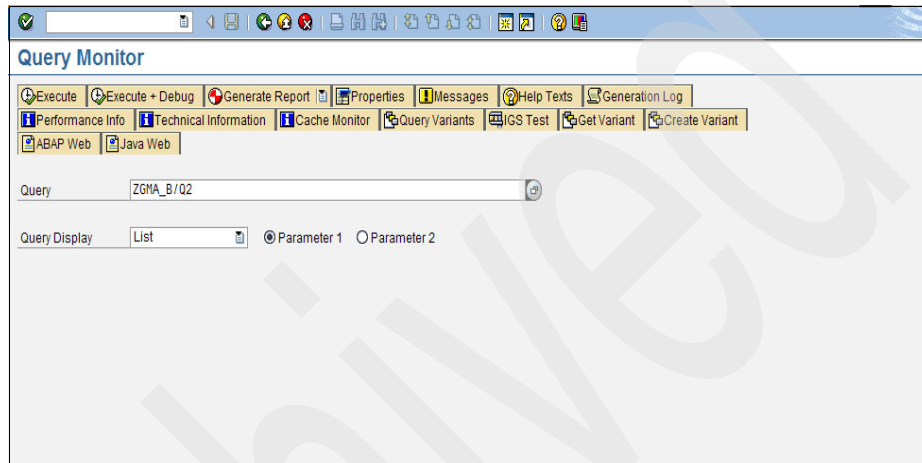 Query Monitor
Execute Execute + Debug Generate Report Properties Messages Help Texts Generation Log
Performance Info Technical Information Cache Monitor Query Variants IGS Test Get Variant Create Variant
ABAP Web Java Web
Query ZGMA_B/Q2
Query Display List Parameter 1 Parameter 2
hived